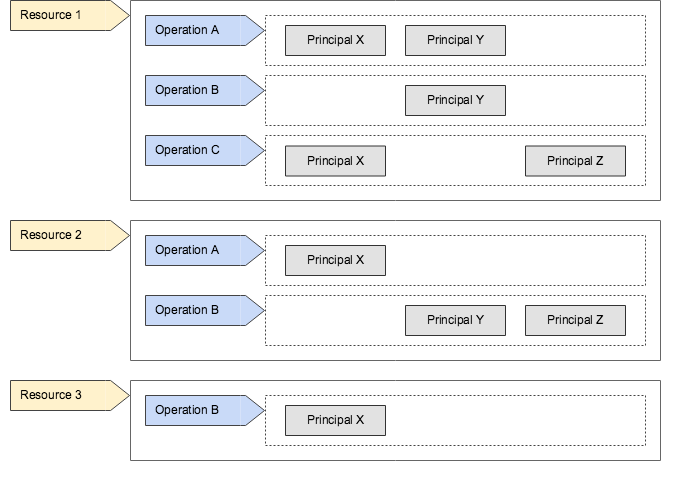 Resource 1
Operation A
Principal X
Principal Y
Operation B
Principal Y
Operation C
Principal X
Principal Z
Resource 2
Operation A
Principal X
Operation B
Principal Y
Principal Z
Resource 3
Operation B
Principal X